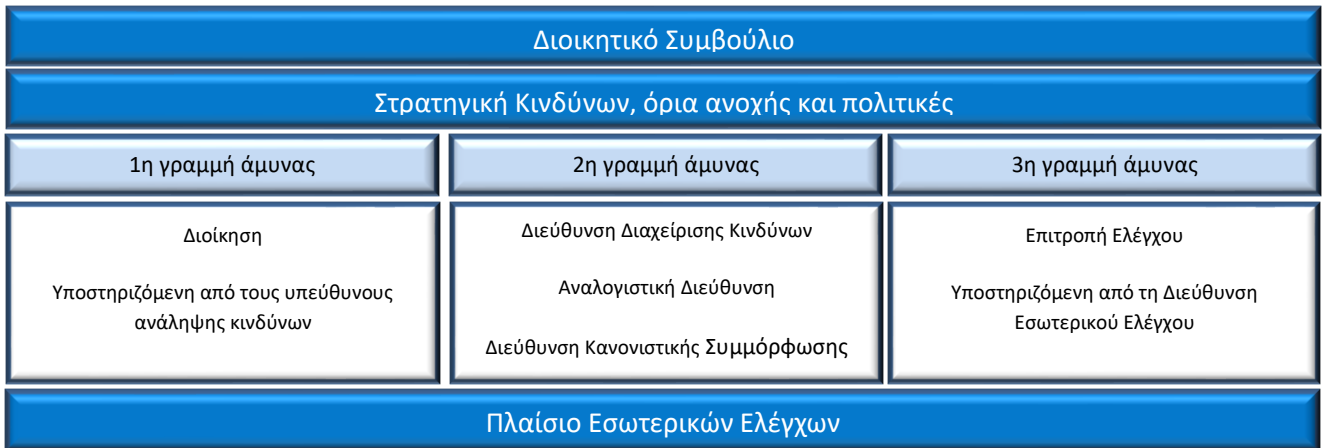 Διοικητικό Συμβούλιο
Στρατηγική Κινδύνων, όρια ανοχής και πολιτικές
1η γραμμή άμυνας
2η γραμμή άμυνας
3η γραμμή άμυνας
Διοίκηση
Υποστηριζόμενη από τους υπεύθυνους
ανάληψης κινδύνων
Διεύθυνση Διαχείρισης Κινδύνων
Αναλογιστική Διεύθυνση
Διεύθυνση Κανονιστικής Συμμόρφωσης
Επιτροπή Ελέγχου
Υποστηριζόμενη από τη Διεύθυνση
Εσωτερικού Ελέγχου
Πλαίσιο Εσωτερικών Ελέγχων